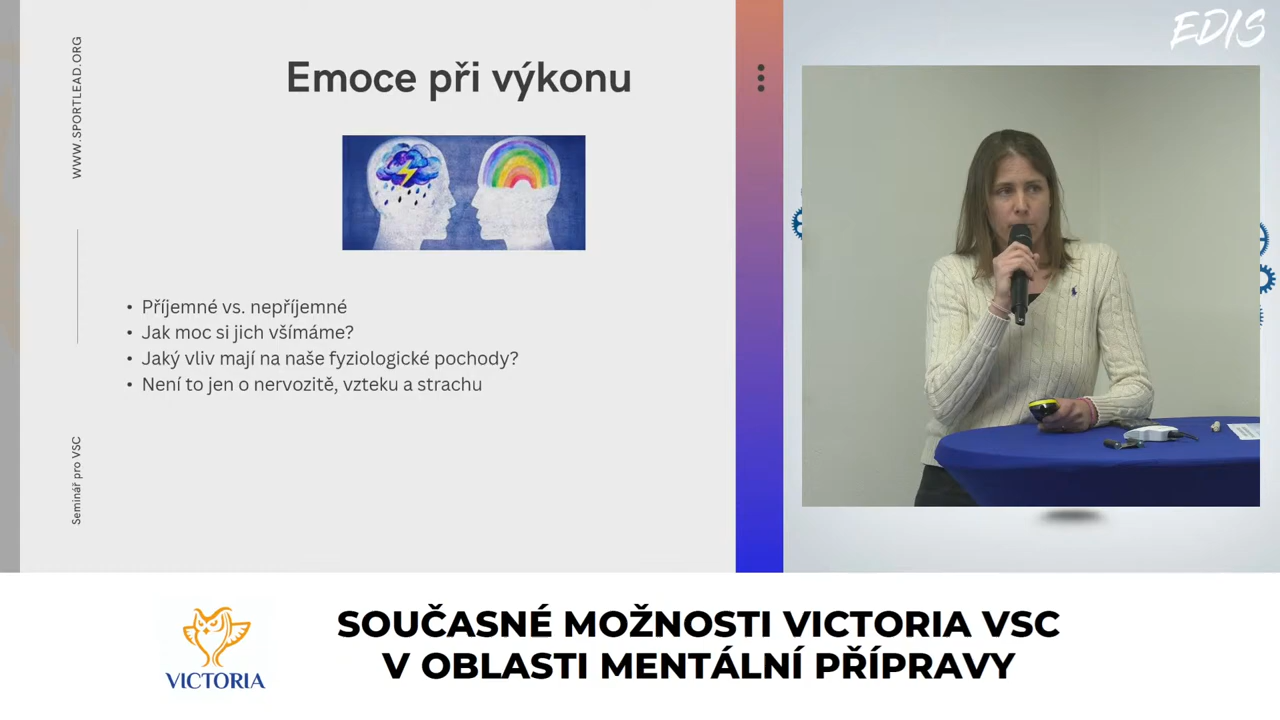 WWW.SPORTLEAD.ORG
Emoce při výkonu
• Příjemné vs. nepříjemné
• Jak moc si jich všímáme?
• Jaký vliv mají na naše fyziologické pochody?
• Není to jen o nervozitě, vzteku a strachu
Seminář pro VSC
EDIS
VICTORIA
SOUČASNÉ MOŽNOSTI VICTORIA VSC
V OBLASTI MENTÁLNÍ PŘÍPRAVY